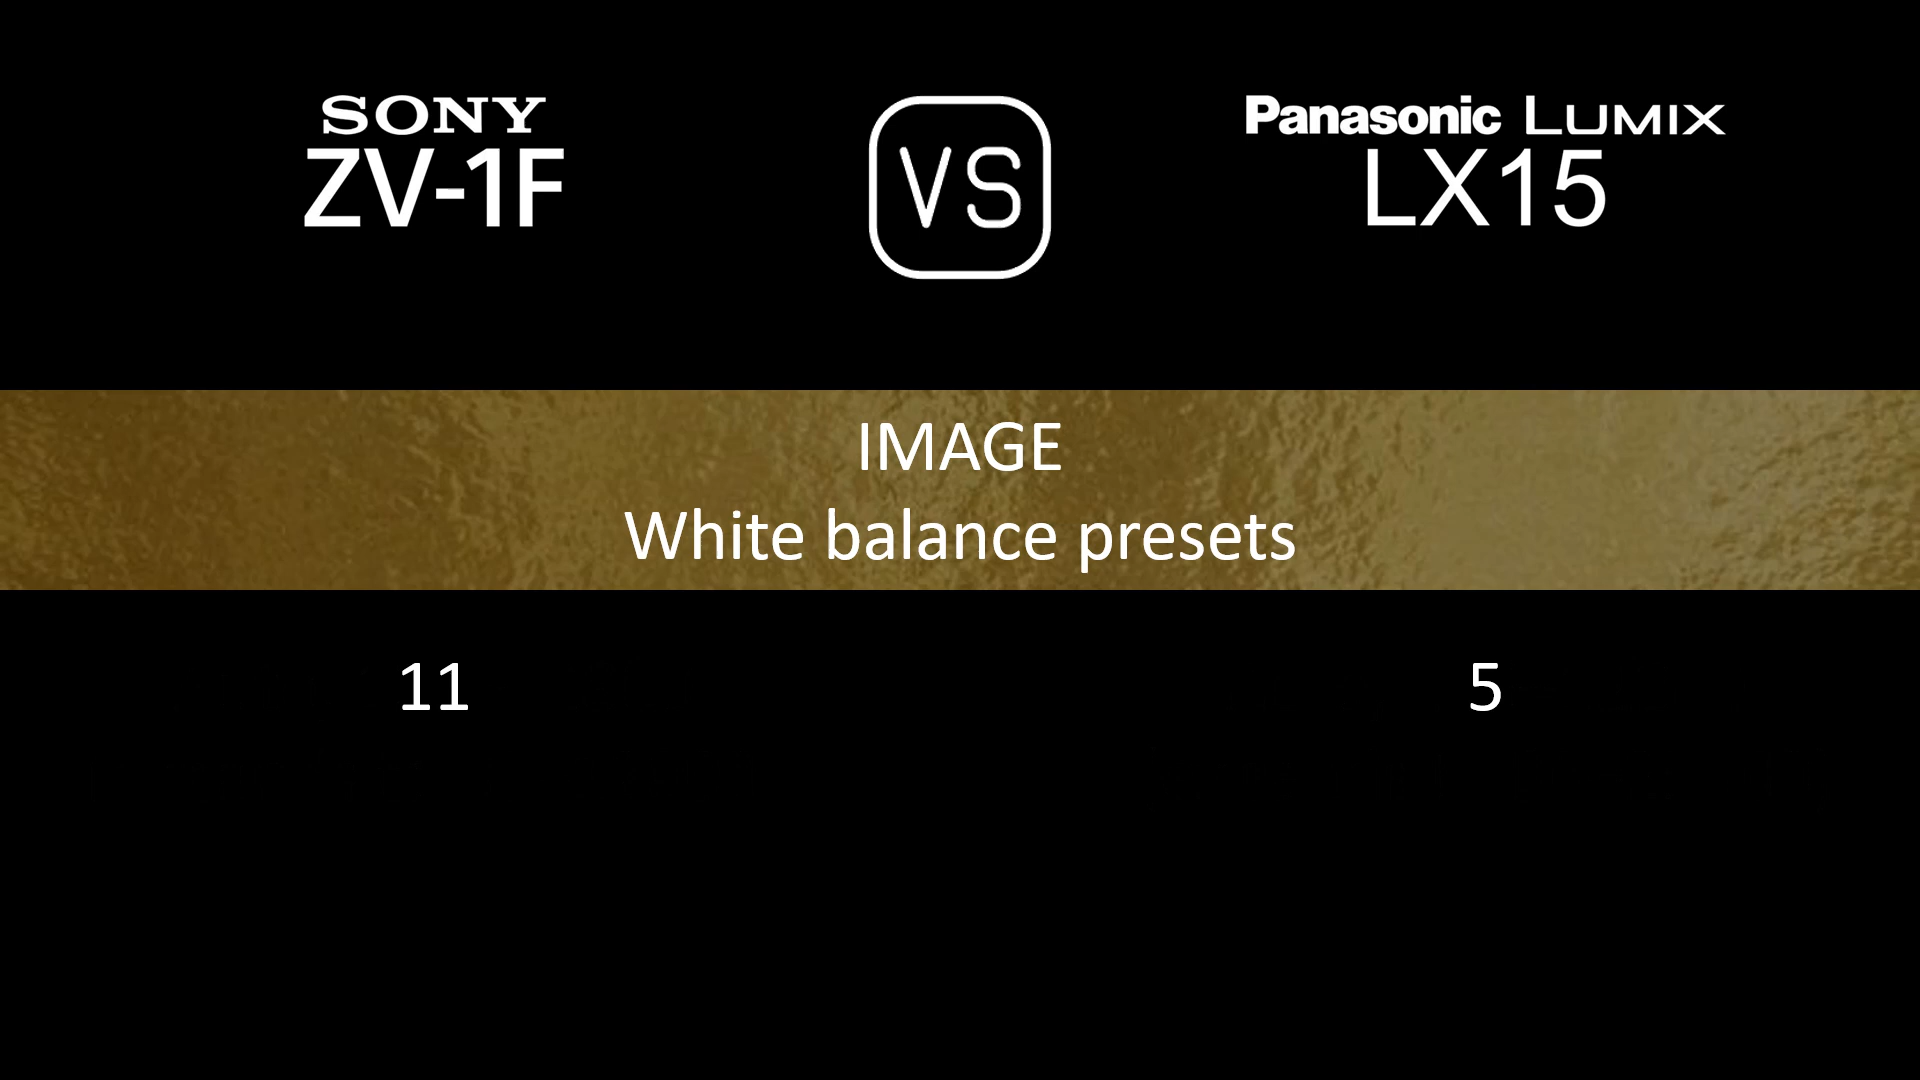 SONY
ZV-1F
VS
Panasonic LUMIX
LX15
IMAGE
White balance presets
11
5